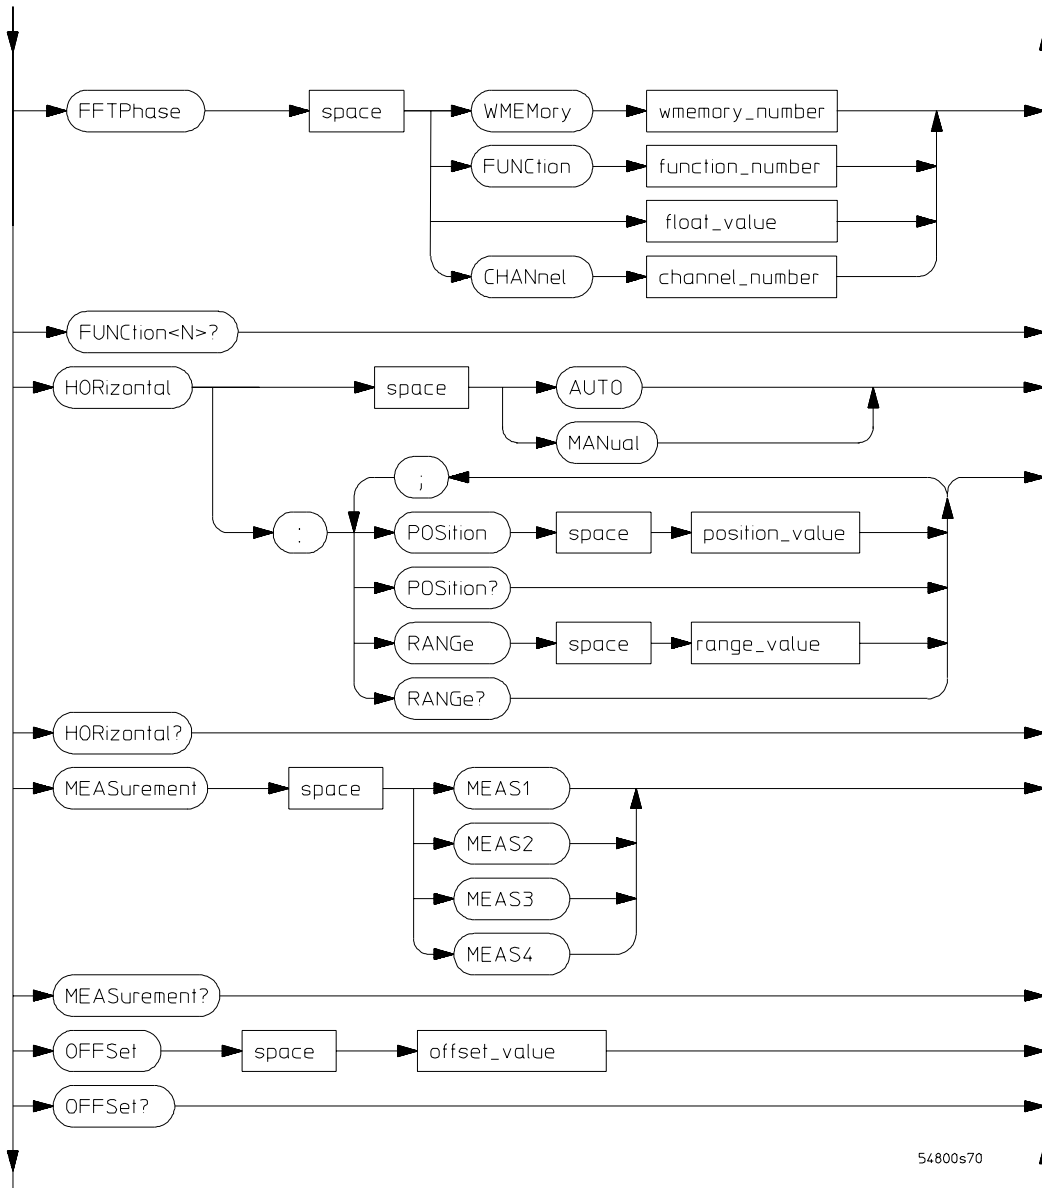 FFTPhase space WMEMory wmemory_number
FUNCtion function_number
float_value
CHANnel channel_number
FUNCtion<N>?
HORizontal space AUTO
MANual
;
: POSition space position_value
POSition?
RANGe space range_value
RANGe?
HORizontal?
MEASurement space MEAS1
MEAS2
MEAS3
MEAS4
MEASurement?
OFFSet space offset_value
OFFSet?
54800s70